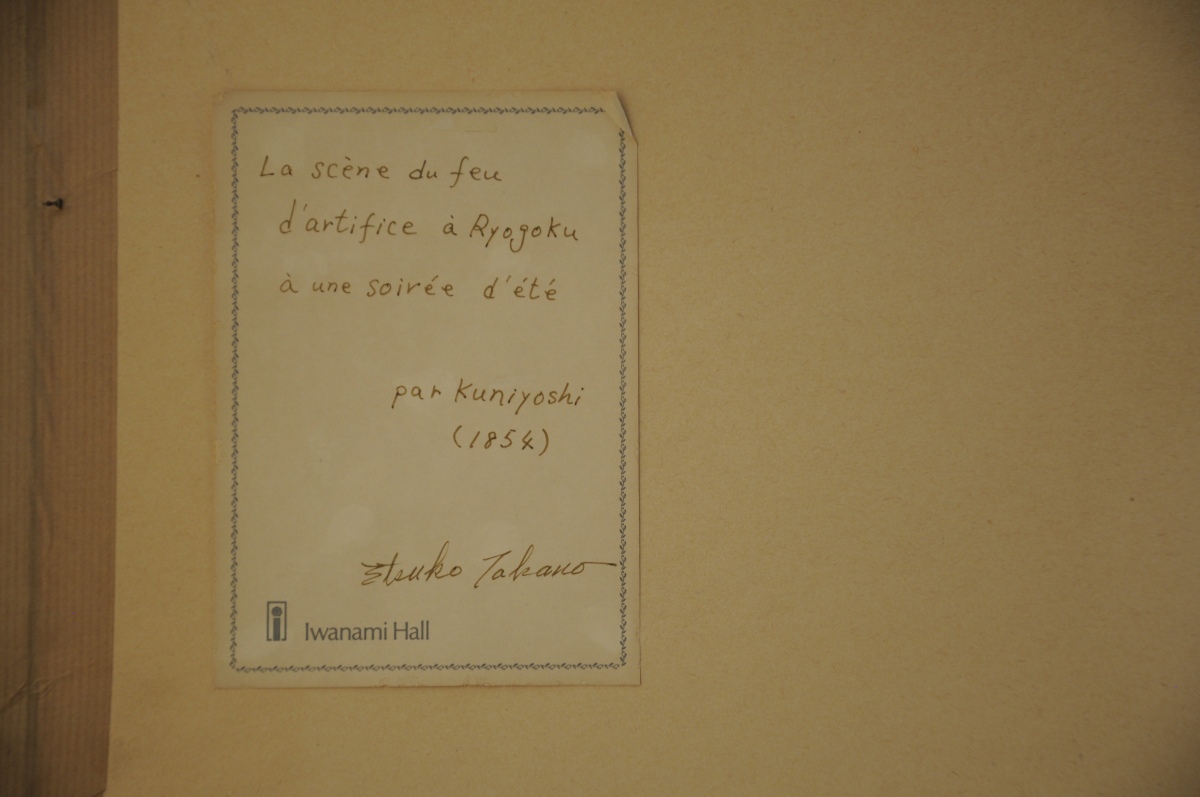 La scène du feu
d'artifice à Ryogoku
à une soirée d'été
par Kuniyoshi
(1854)
Etsuko Takano
Iwanami Hall